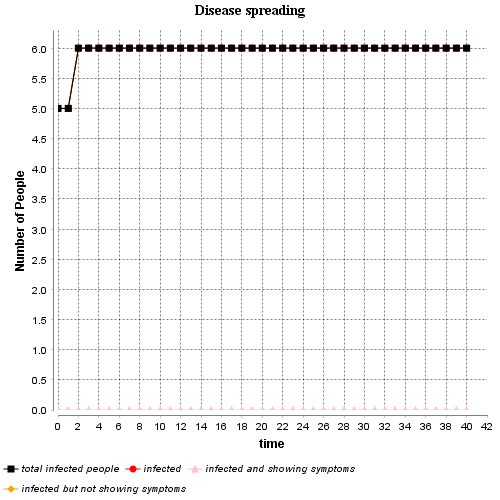 Disease spreading
6.0
5.5
5.0
4.5
4.0
3.5
3.0
2.5
2.0
1.5
1.0
0.5
0.0
Number of People
0 2 4 6 8 10 12 14 16 18 20 22 24 26 28 30 32 34 36 38 40 42
time
total infected people infected infected and showing symptoms
infected but not showing symptoms